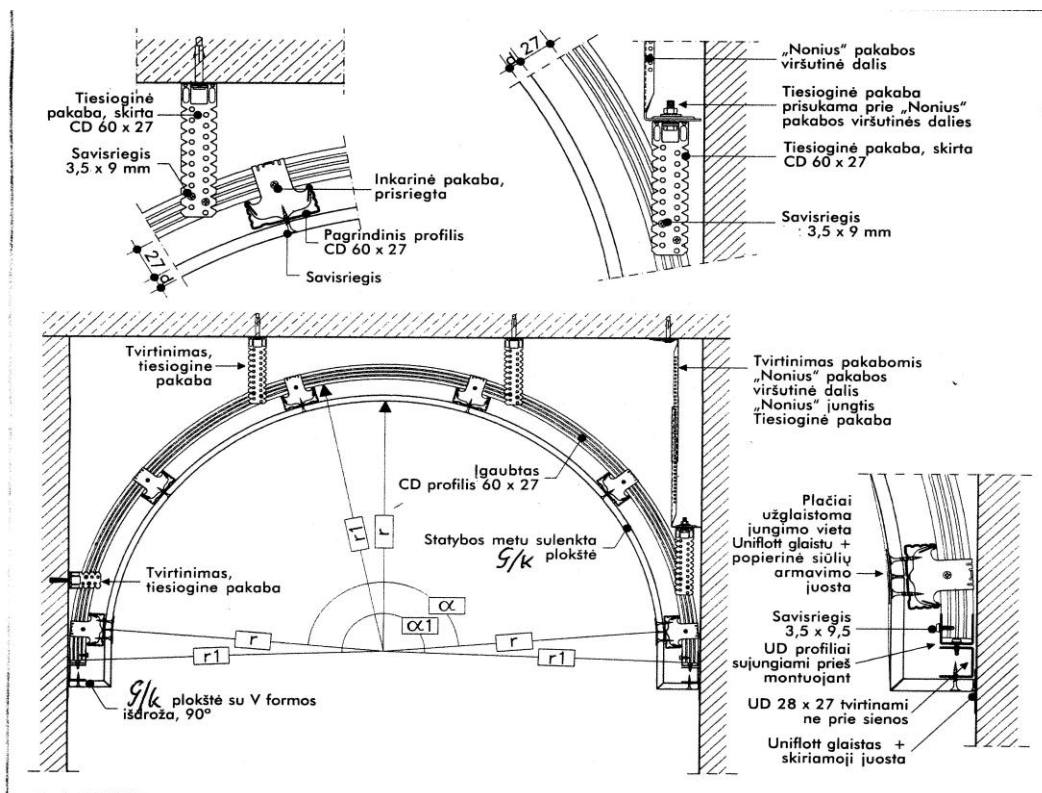 Tiesioginė
pakaba, skirta
CD 60 x 27
Savisriegis
3,5 x 9 mm
27
d
Inkarinė pakaba,
prisriegta
Pagrindinis profilis
CD 60 x 27
Savisriegis
d
27
„Nonius“ pakabos
viršutinė dalis
Tiesioginė pakaba
prisukama prie „Nonius“
pakabos viršutinės dalies
Tiesioginė pakaba, skirta
CD 60 x 27
Savisriegis
3,5 x 9 mm
Tvirtinimas,
tiesiogine
pakaba
Tvirtinimas pakabomis
„Nonius“ pakabos
viršutinė dalis
„Nonius“ jungtis
Tiesioginė pakaba
Įgaubtas
CD profilis 60 x 27
r1
r
Statybos metu sulenkta
G/k plokštė
Tvirtinimas,
tiesiogine pakaba
α
α1
r
r
r1
r1
G/k plokštė su V formos
išdroža, 90°
Plačiai
užglaistoma
jungimo vieta
Uniflott glaistu +
popierinė siūlių
armavimo
juosta
Savisriegis
3,5 x 9,5
UD profiliai
sujungiami prieš
montuojant
UD 28 x 27 tvirtinami
ne prie sienos
Uniflott glaistas +
skiriamoji juosta